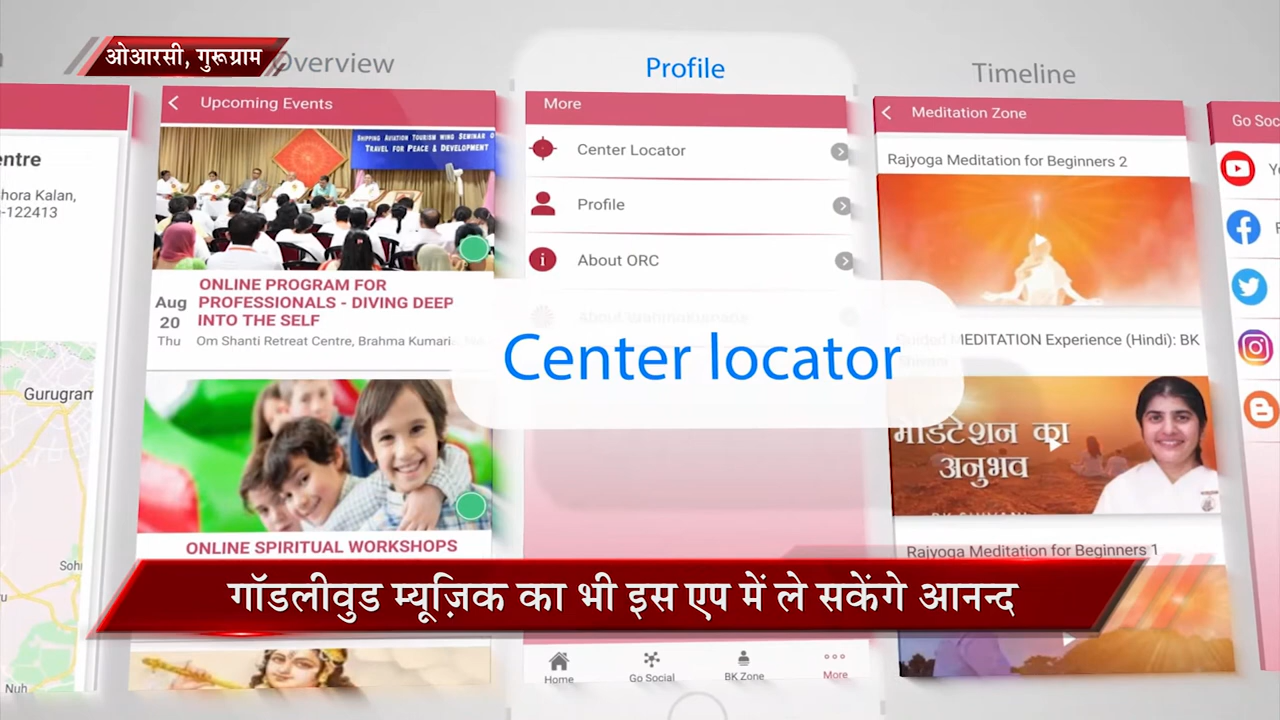 ओआरसी, गुरूग्राम
Overview
Profile
Timeline
entre
hora Kalan,
-122413
Gurugram
Nuh
Upcoming Events
SHIPPING AVIATION TOURISM WING SEMINAR O
TRAVEL FOR PEACE & DEVELOPMENT
Aug
20
Thu
ONLINE PROGRAM FOR
PROFESSIONALS - DIVING DEEP
INTO THE SELF
Om Shanti Retreat Centre, Brahma Kumari
ONLINE SPIRITUAL WORKSHOPS
More
Center Locator
Profile
About ORC
Center locator
Home
Go Social
BK Zone
More
Meditation Zone
Rajyoga Meditation for Beginners 2
Guided MEDITATION Experience (Hindi): BK
Shivani
मेडिटेशन का
अनुभव
Rajyoga Meditation for Beginners 1
Go Soc
गॉडलीवुड म्यूज़िक का भी इस एप में ले सकेंगे आनन्द